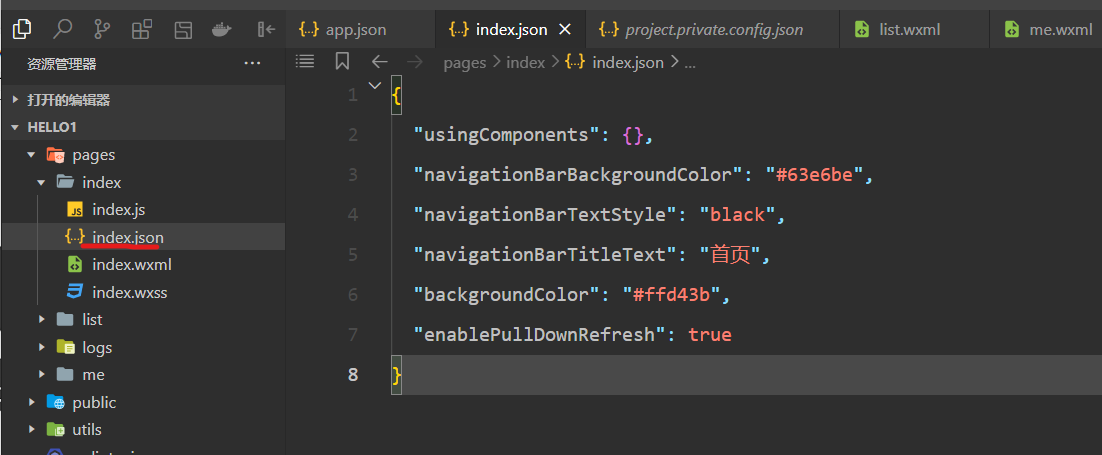 app.json
index.json
project.private.config.json
list.wxml
me.wxml
资源管理器
pages > index > {..} index.json > ...
打开的编辑器
HELLO1
pages
index
index.js
index.json
index.wxml
index.wxss
list
logs
me
public
utils
1 {
2 "usingComponents": {},
3 "navigationBarBackgroundColor": "#63e6be",
4 "navigationBarTextStyle": "black",
5 "navigationBarTitleText": "首页",
6 "backgroundColor": "#ffd43b",
7 "enablePullDownRefresh": true
8 }